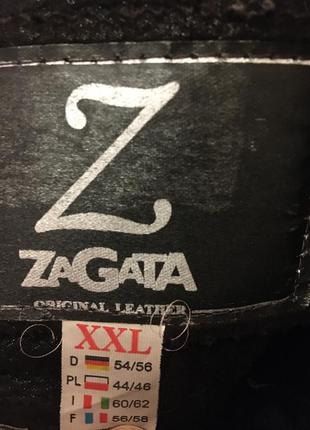 Z
ZAGATA
ORIGINAL LEATHER
XXL
D 54/56
PL 44/46
I 60/62
F 56/58